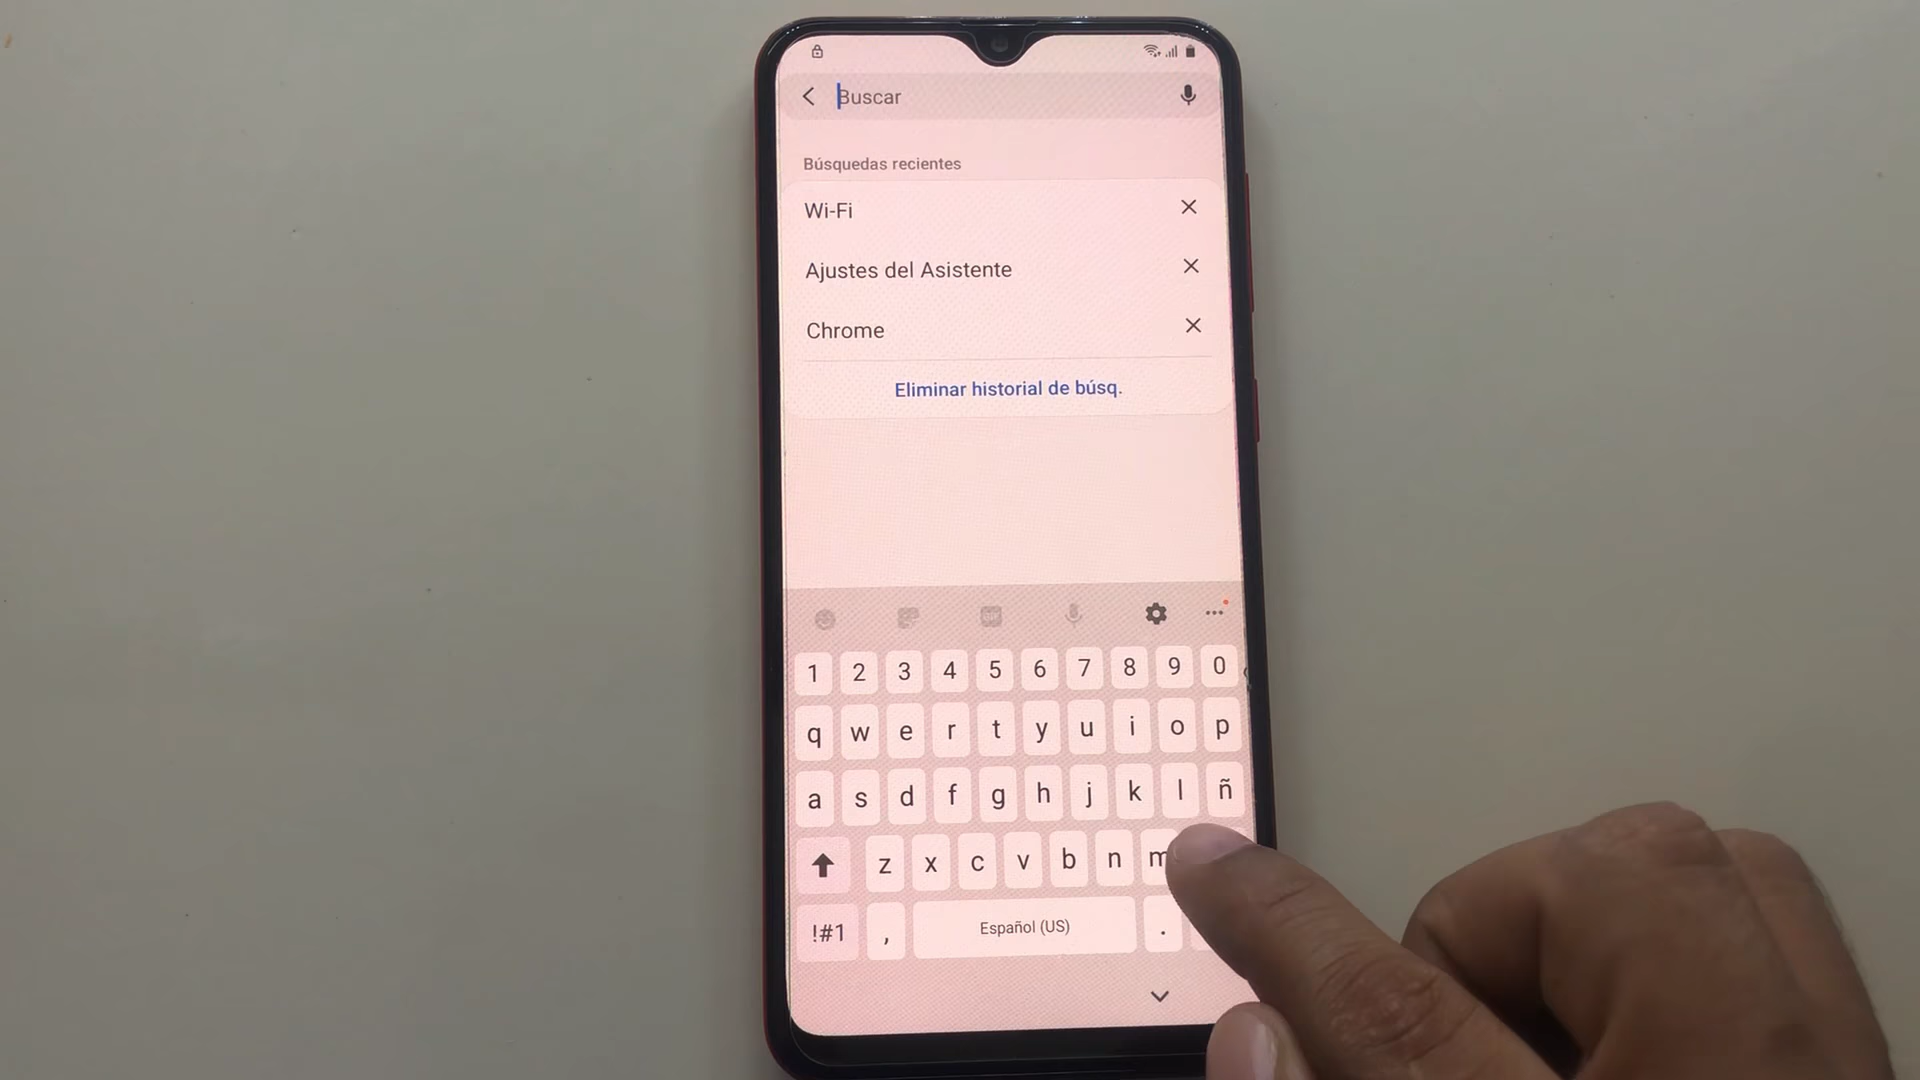 Buscar
Búsquedas recientes
Wi-Fi
Ajustes del Asistente
Chrome
Eliminar historial de búsq.
1 2 3 4 5 6 7 8 9 0
q w e r t y u i o p
a s d f g h j k l ñ
z x c v b n m
!#1 , Español (US) .